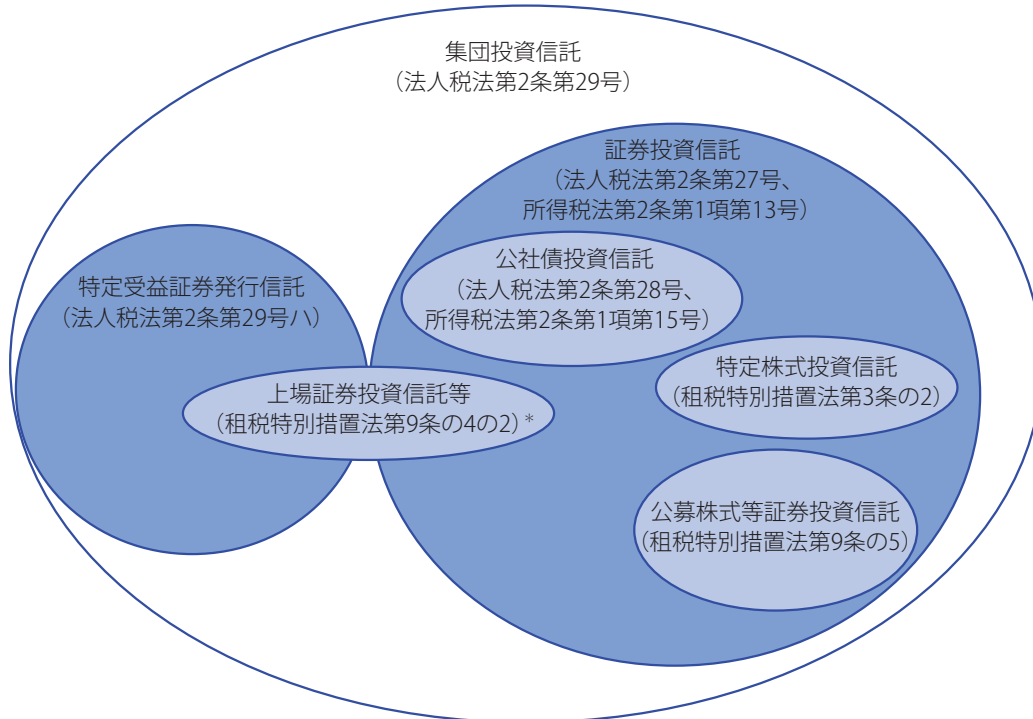 集団投資信託
（法人税法第2条第29号）
証券投資信託
（法人税法第2条第27号、
所得税法第2条第1項第13号）
公社債投資信託
（法人税法第2条第28号、
所得税法第2条第1項第15号）
特定受益証券発行信託
（法人税法第2条第29号ハ）
特定株式投資信託
（租税特別措置法第3条の2）
上場証券投資信託等
（租税特別措置法第9条の4の2）*
公募株式等証券投資信託
（租税特別措置法第9条の5）